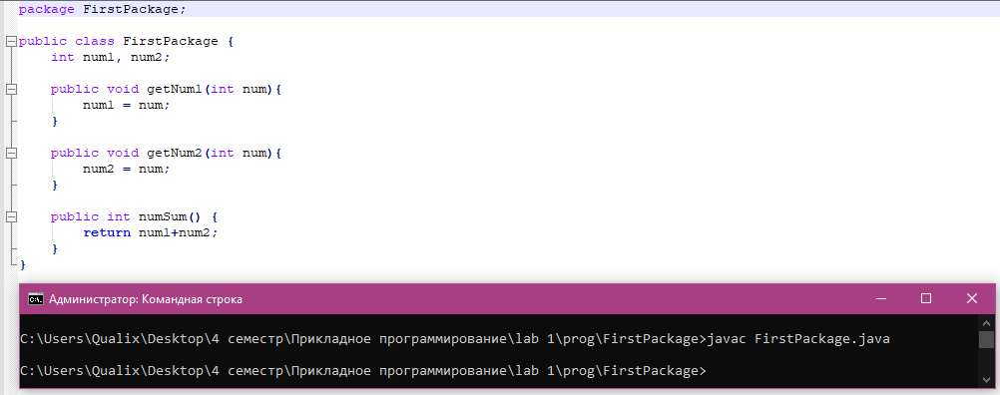 package FirstPackage;
public class FirstPackage {
int num1, num2;
public void getNum1(int num){
num1 = num;
}
public void getNum2(int num){
num2 = num;
}
public int numSum() {
return num1+num2;
}
}
Администратор: Командная строка
C:\Users\Qualix\Desktop\4 семестр\Прикладное программирование\lab 1\prog\FirstPackage>javac FirstPackage.java
C:\Users\Qualix\Desktop\4 семестр\Прикладное программирование\lab 1\prog\FirstPackage>